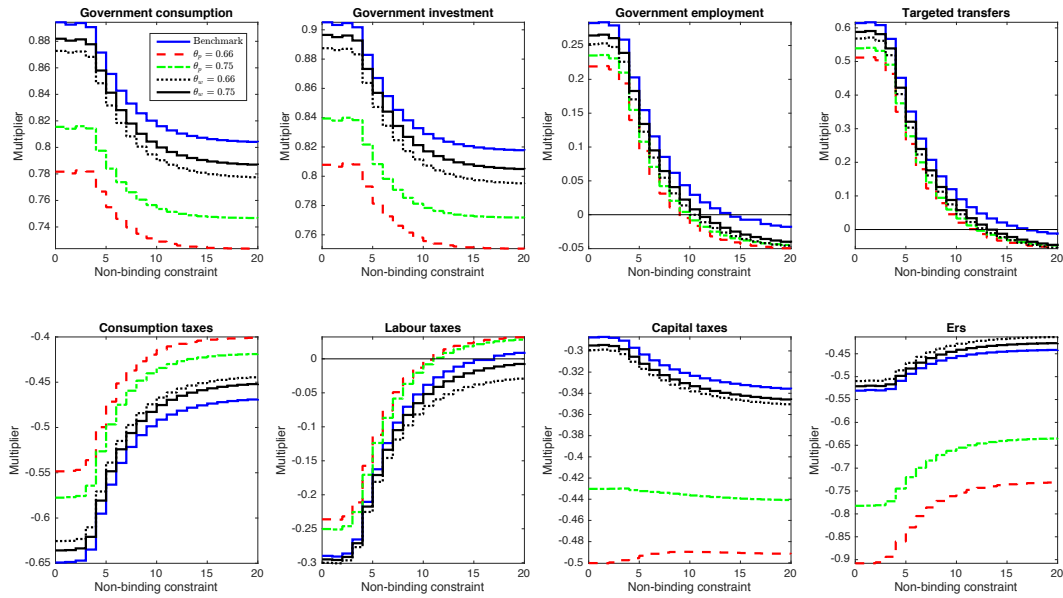 Government consumption
Multiplier
0.88
0.86
0.84
0.82
0.8
0.78
0.76
0.74
0 5 10 15 20
Non-binding constraint
Benchmark
θp = 0.66
θp = 0.75
θw = 0.66
θw = 0.75
Government investment
Multiplier
0.9
0.88
0.86
0.84
0.82
0.8
0.78
0.76
0 5 10 15 20
Non-binding constraint
Government employment
Multiplier
0.25
0.2
0.15
0.1
0.05
0
-0.05
0 5 10 15 20
Non-binding constraint
Targeted transfers
Multiplier
0.6
0.5
0.4
0.3
0.2
0.1
0
0 5 10 15 20
Non-binding constraint
Consumption taxes
Multiplier
-0.4
-0.45
-0.5
-0.55
-0.6
-0.65
0 5 10 15 20
Non-binding constraint
Labour taxes
Multiplier
0
-0.05
-0.1
-0.15
-0.2
-0.25
-0.3
0 5 10 15 20
Non-binding constraint
Capital taxes
Multiplier
-0.3
-0.32
-0.34
-0.36
-0.38
-0.4
-0.42
-0.44
-0.46
-0.48
-0.5
0 5 10 15 20
Non-binding constraint
Ers
Multiplier
-0.45
-0.5
-0.55
-0.6
-0.65
-0.7
-0.75
-0.8
-0.85
-0.9
0 5 10 15 20
Non-binding constraint